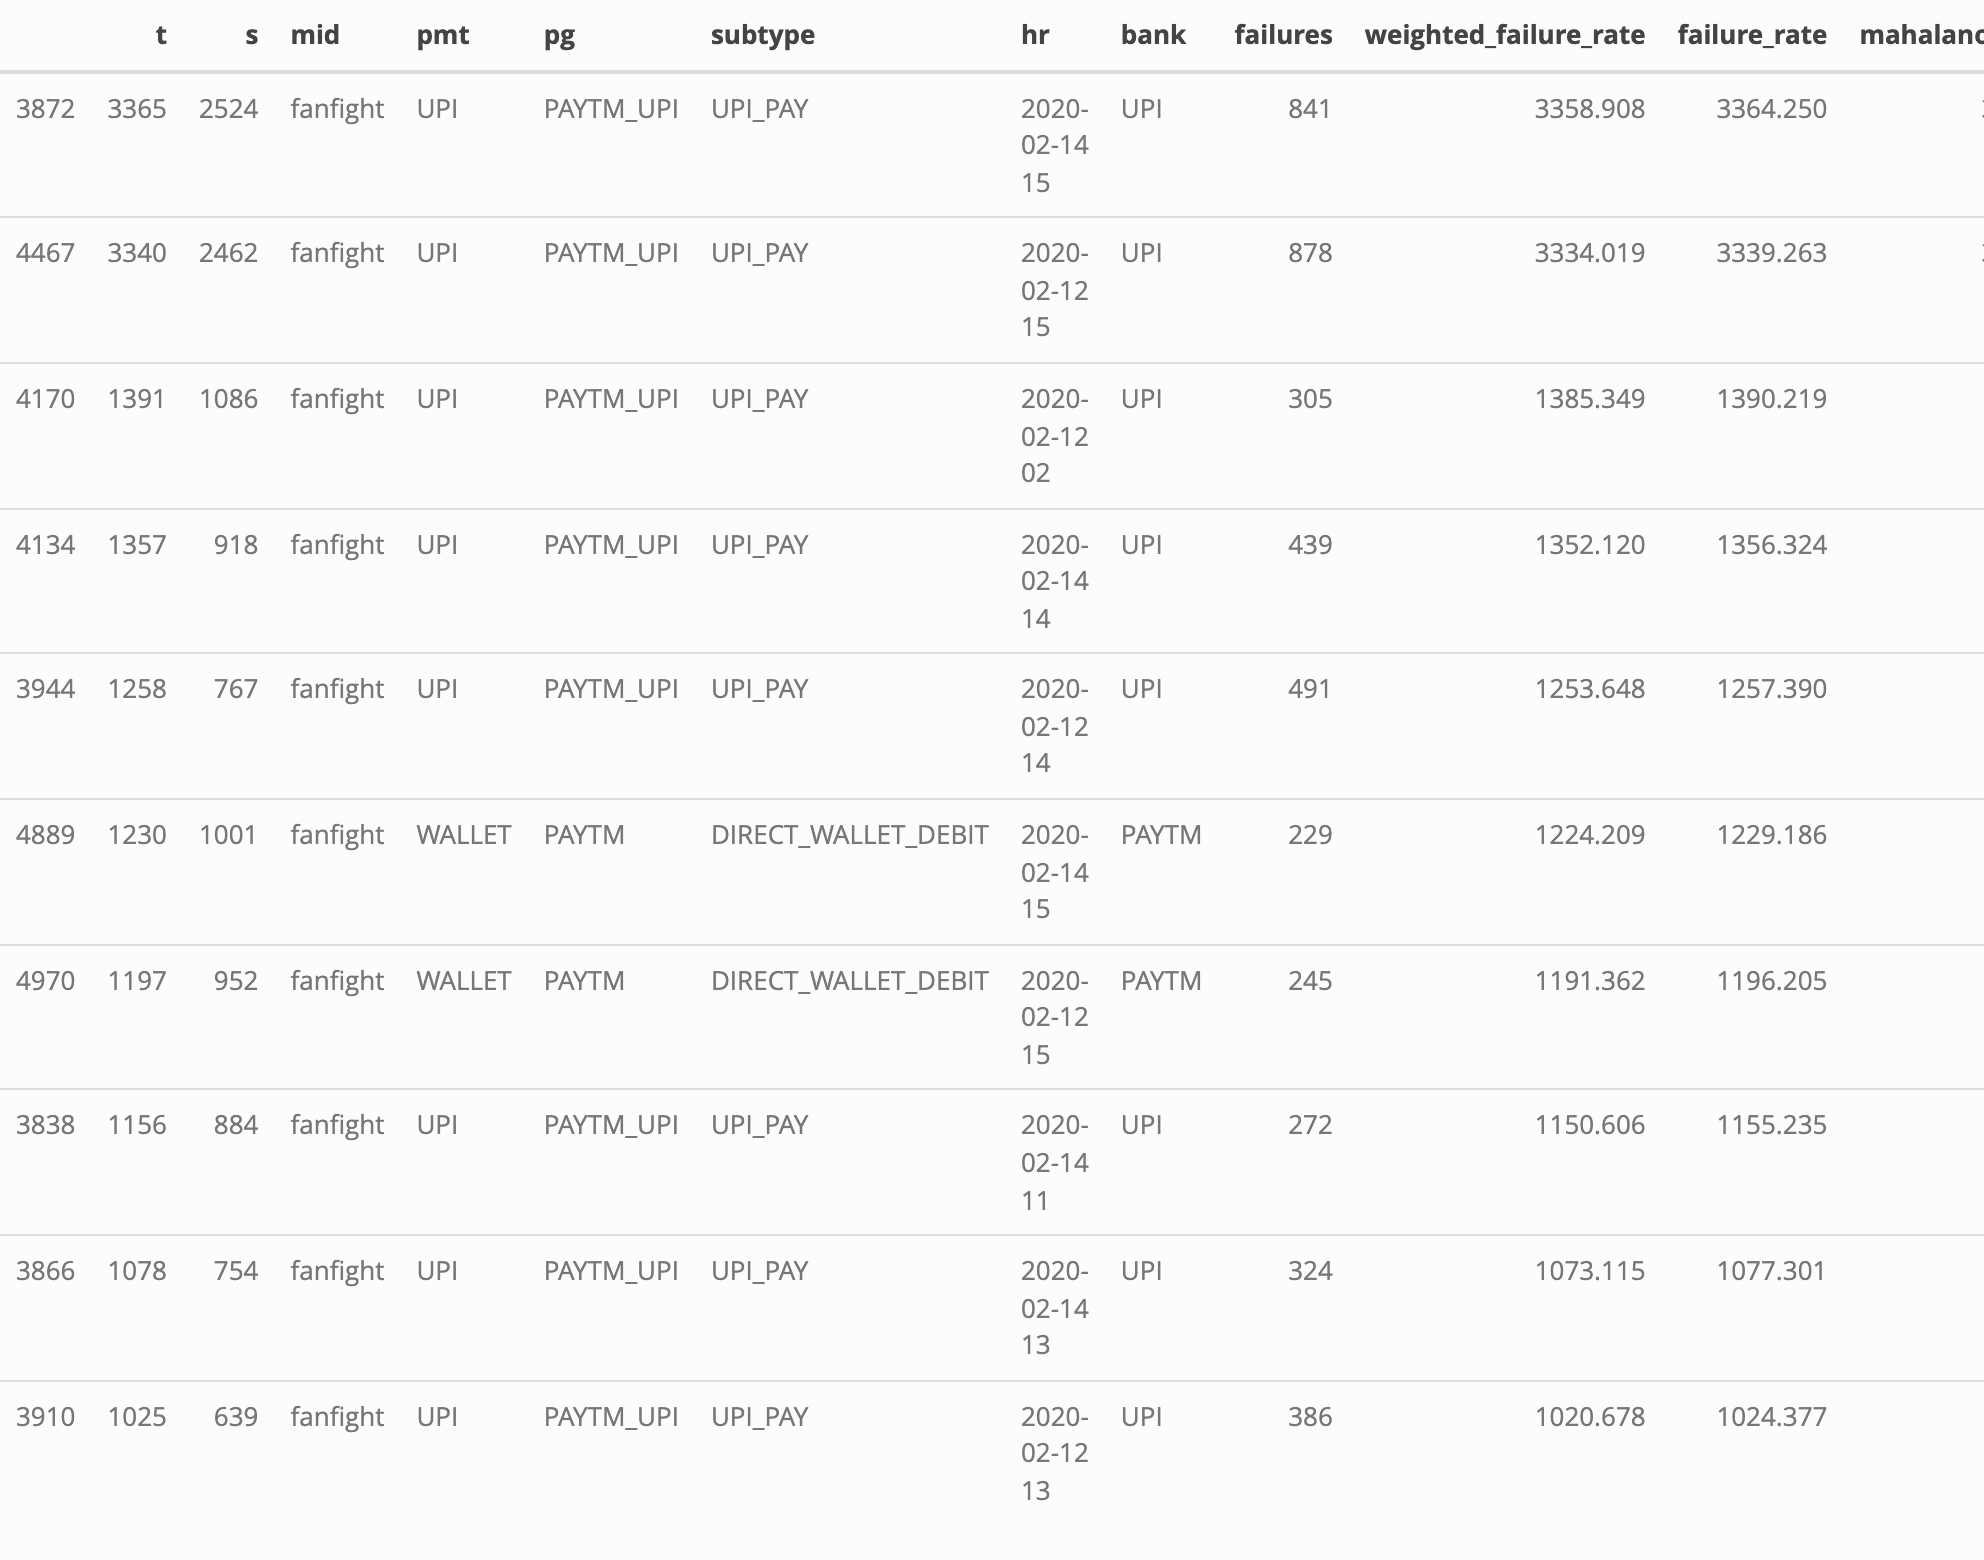 t s mid pmt pg subtype hr bank failures weighted_failure_rate failure_rate mahalanc
3872 3365 2524 fanfight UPI PAYTM_UPI UPI_PAY 2020- UPI 841 3358.908 3364.250
02-14
15
4467 3340 2462 fanfight UPI PAYTM_UPI UPI_PAY 2020- UPI 878 3334.019 3339.263
02-12
15
4170 1391 1086 fanfight UPI PAYTM_UPI UPI_PAY 2020- UPI 305 1385.349 1390.219
02-12
02
4134 1357 918 fanfight UPI PAYTM_UPI UPI_PAY 2020- UPI 439 1352.120 1356.324
02-14
14
3944 1258 767 fanfight UPI PAYTM_UPI UPI_PAY 2020- UPI 491 1253.648 1257.390
02-12
14
4889 1230 1001 fanfight WALLET PAYTM DIRECT_WALLET_DEBIT 2020- PAYTM 229 1224.209 1229.186
02-14
15
4970 1197 952 fanfight WALLET PAYTM DIRECT_WALLET_DEBIT 2020- PAYTM 245 1191.362 1196.205
02-12
15
3838 1156 884 fanfight UPI PAYTM_UPI UPI_PAY 2020- UPI 272 1150.606 1155.235
02-14
11
3866 1078 754 fanfight UPI PAYTM_UPI UPI_PAY 2020- UPI 324 1073.115 1077.301
02-14
13
3910 1025 639 fanfight UPI PAYTM_UPI UPI_PAY 2020- UPI 386 1020.678 1024.377
02-12
13